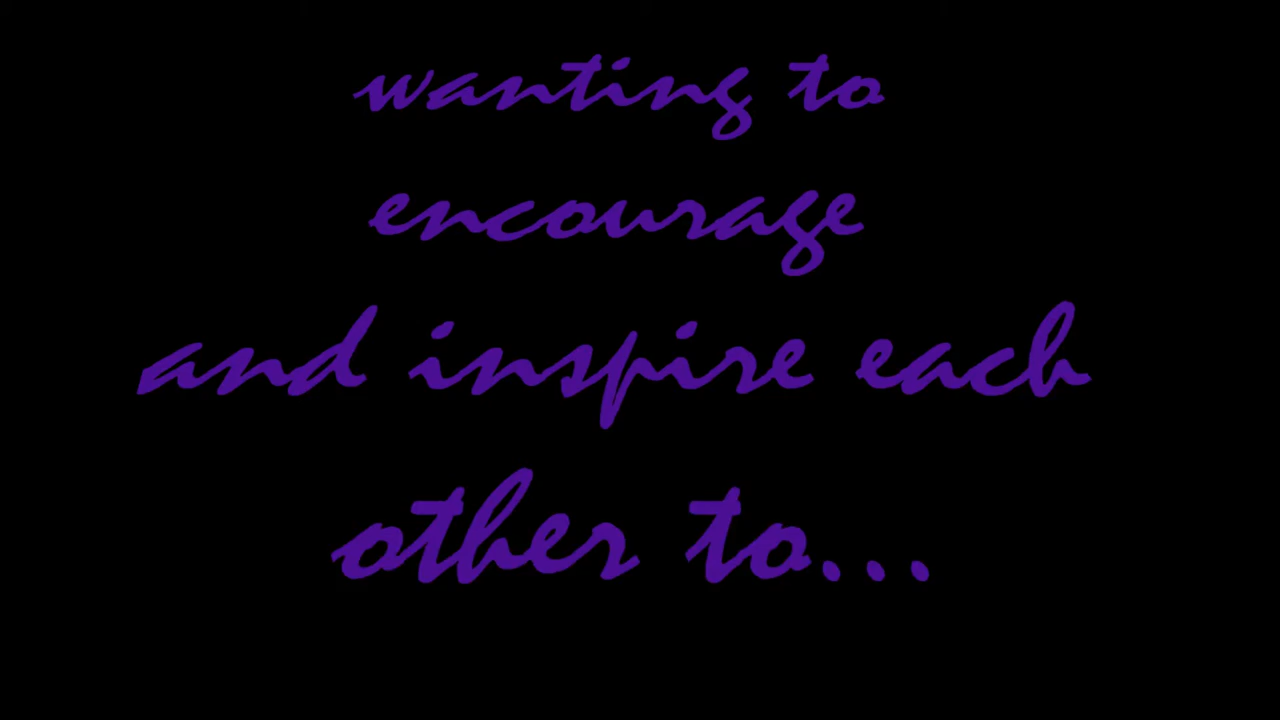 wanting to
encourage
and inspire each
other to...